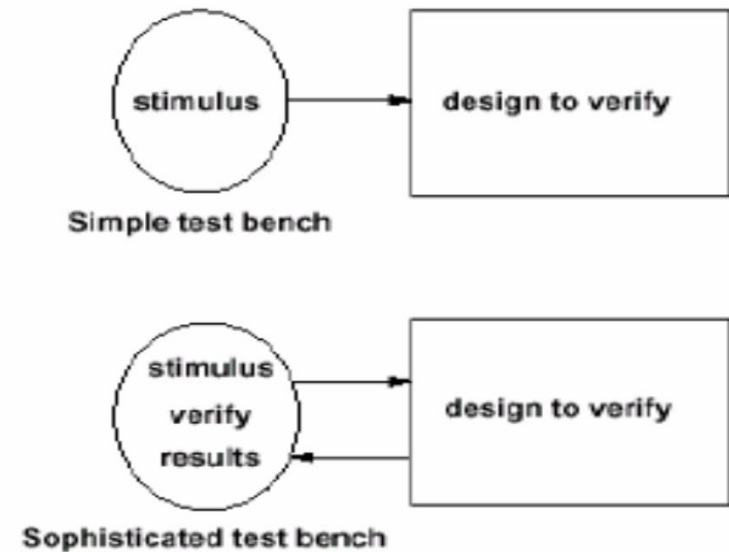 stimulus
design to verify
Simple test bench
stimulus
verify
results
design to verify
Sophisticated test bench